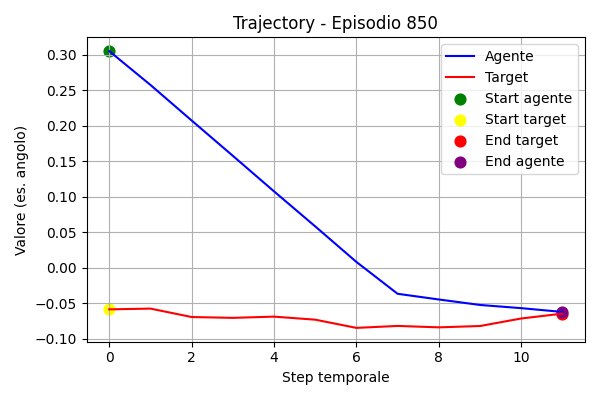 Trajectory - Episodio 850
Agente
Target
Start agente
Start target
End target
End agente
Valore (es. angolo)
0.30
0.25
0.20
0.15
0.10
0.05
0.00
−0.05
−0.10
0 2 4 6 8 10
Step temporale